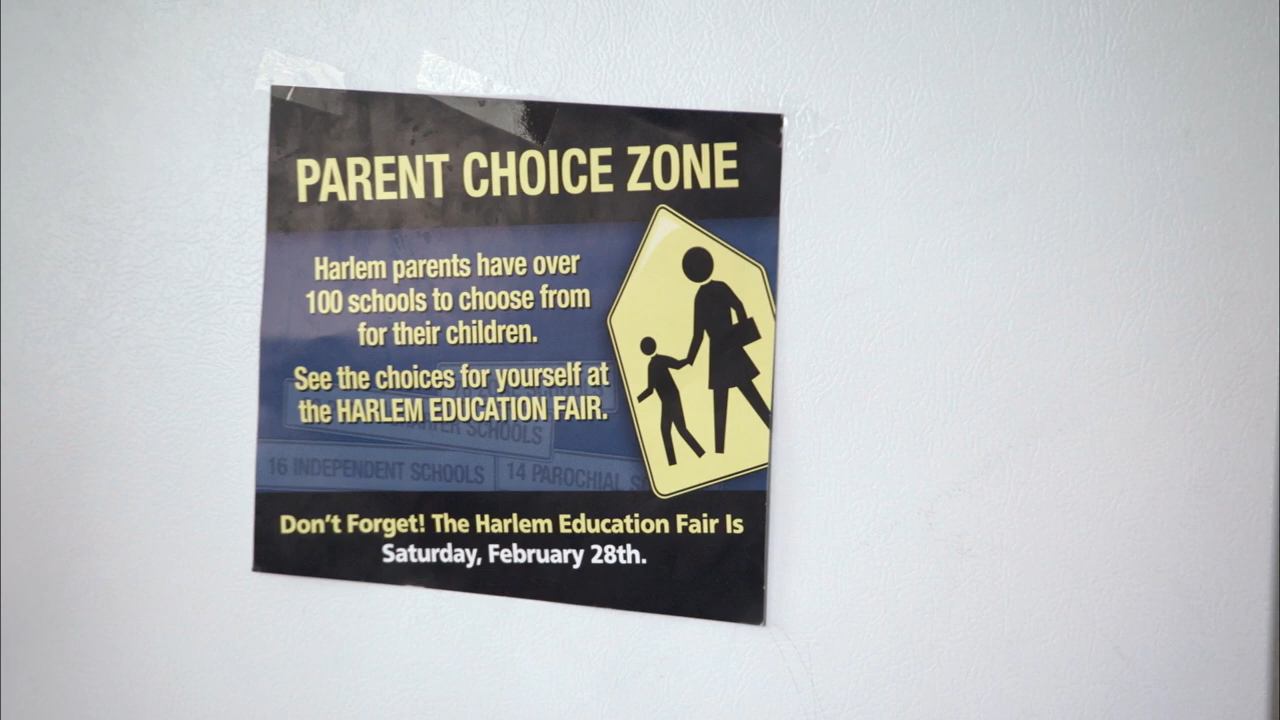 PARENT CHOICE ZONE
Harlem parents have over
100 schools to choose from
for their children.
See the choices for yourself at
the HARLEM EDUCATION FAIR.
CHARTER SCHOOLS
16 INDEPENDENT SCHOOLS
14 PAROCHIAL
Don't Forget! The Harlem Education Fair Is
Saturday, February 28th.